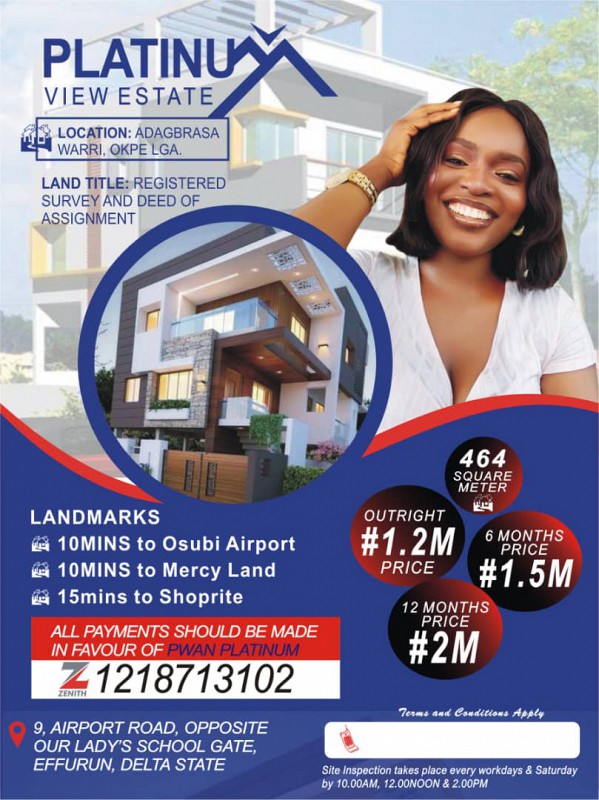 PLATINUM
VIEW ESTATE
LOCATION: ADAGBRASA
WARRI, OKPE LGA.
LAND TITLE: REGISTERED
SURVEY AND DEED OF
ASSIGNMENT
464
SQUARE
METER
OUTRIGHT
#1.2M
PRICE
6 MONTHS
PRICE
#1.5M
12 MONTHS
PRICE
#2M
LANDMARKS
10MINS to Osubi Airport
10MINS to Mercy Land
15mins to Shoprite
ALL PAYMENTS SHOULD BE MADE
IN FAVOUR OF PWAN PLATINUM
ZENITH
1218713102
9, AIRPORT ROAD, OPPOSITE
OUR LADY'S SCHOOL GATE,
EFFURUN, DELTA STATE
Terms and Conditions Apply
Site Inspection takes place every workdays & Saturday
by 10.00AM, 12.00NOON & 2.00PM